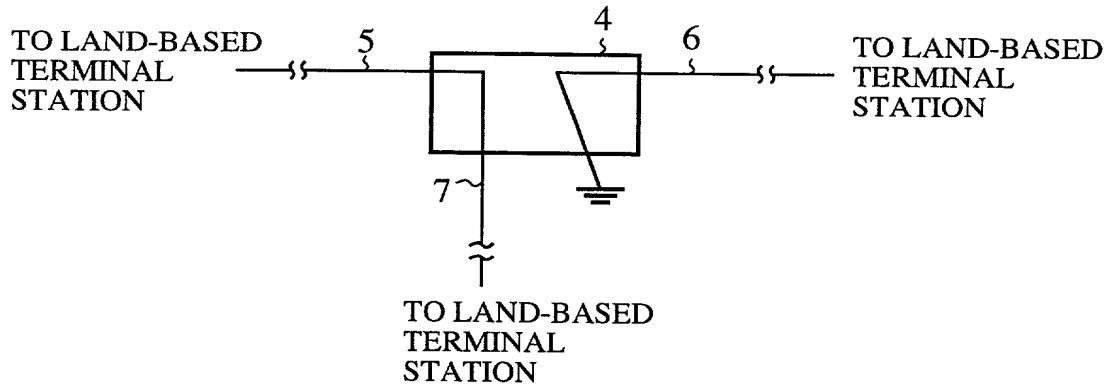 TO LAND-BASED
TERMINAL
STATION
5
4
6
TO LAND-BASED
TERMINAL
STATION
7
TO LAND-BASED
TERMINAL
STATION